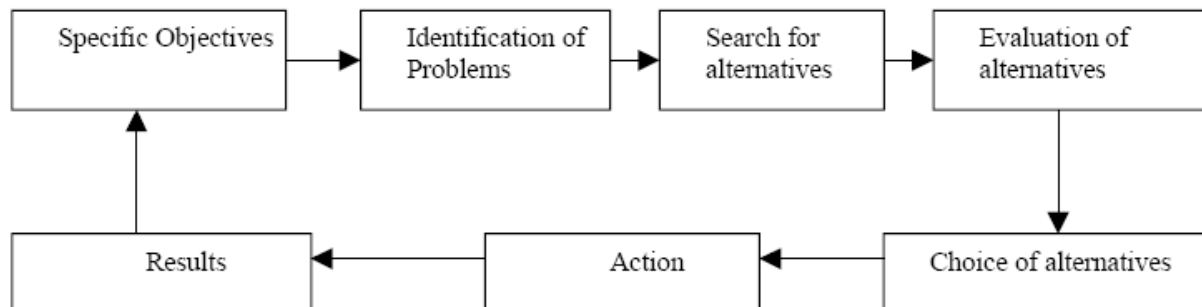 Specific Objectives
Identification of
Problems
Search for
alternatives
Evaluation of
alternatives
Results
Action
Choice of alternatives